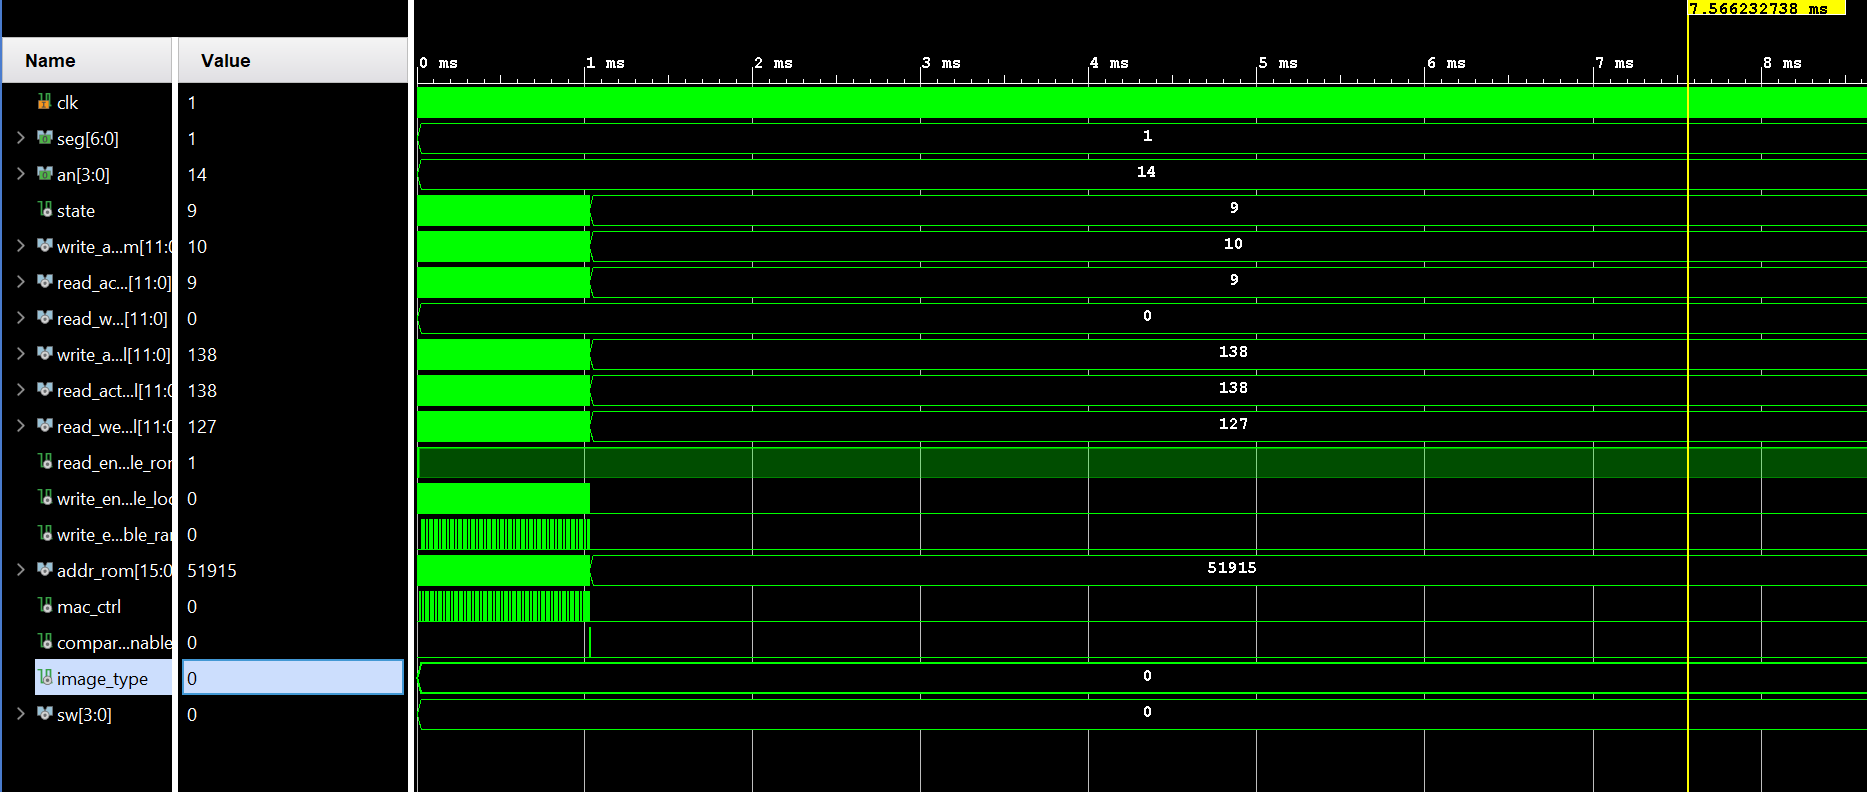 7.566232738 ms
Name Value
0 ms 1 ms 2 ms 3 ms 4 ms 5 ms 6 ms 7 ms 8 ms
clk 1
seg[6:0] 1 1
an[3:0] 14 14
state 9 9
write_a...m[11:0 10 10
read_ac...[11:0] 9 9
read_w...[11:0] 0 0
write_a...l[11:0] 138 138
read_act...l[11:0 138 138
read_we...l[11:0 127 127
read_en...le_ror 1
write_en...le_loc 0
write_e...ble_rar 0
addr_rom[15:0 51915 51915
mac_ctrl 0
compar...nable 0
image_type 0 0
sw[3:0] 0 0